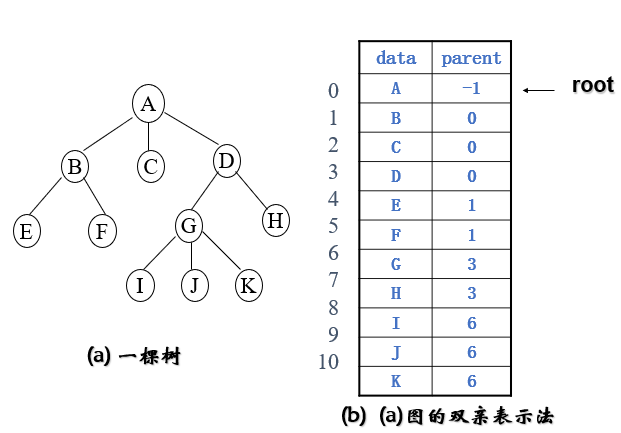 A
B C D
E F G H
I J K
(a) 一棵树
data parent
0 A -1 root
1 B 0
2 C 0
3 D 0
4 E 1
5 F 1
6 G 3
7 H 3
8 I 6
9 J 6
10 K 6
(b) (a)图的双亲表示法